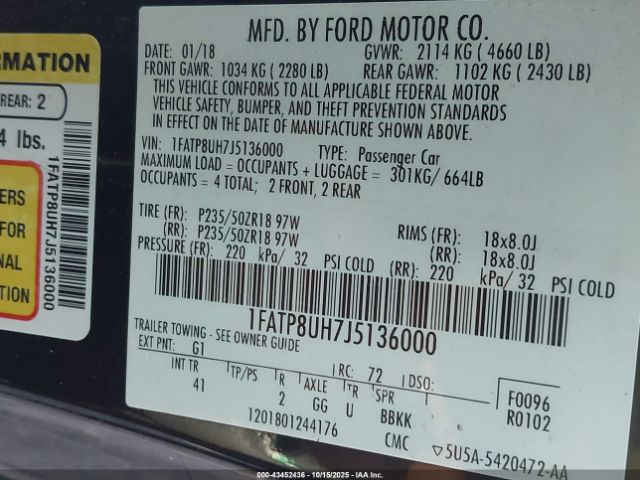 ORMATION
REAR: 2
4 lbs.
ERS
FOR
NAL
TION
1FATP8UH7J5136000
MFD. BY FORD MOTOR CO.
DATE: 01/18 GVWR: 2114 KG ( 4660 LB)
FRONT GAWR: 1034 KG ( 2280 LB) REAR GAWR: 1102 KG ( 2430 LB)
THIS VEHICLE CONFORMS TO ALL APPLICABLE FEDERAL MOTOR
VEHICLE SAFETY, BUMPER, AND THEFT PREVENTION STANDARDS
IN EFFECT ON THE DATE OF MANUFACTURE SHOWN ABOVE.
VIN: 1FATP8UH7J5136000 TYPE: Passenger Car
MAXIMUM LOAD = OCCUPANTS + LUGGAGE = 301KG/ 664LB
OCCUPANTS = 4 TOTAL; 2 FRONT, 2 REAR
TIRE (FR): P235/50ZR18 97W RIMS (FR): 18x8.0J
(RR): P235/50ZR18 97W (RR): 18x8.0J
PRESSURE (FR): 220 kPa/ 32 PSI COLD (RR): 220 kPa/ 32 PSI COLD
1FATP8UH7J5136000
TRAILER TOWING - SEE OWNER GUIDE
EXT PNT: G1 RC: 72 DSO: F0096
INT TR TP/PS R AXLE TR SPR R0102
41 2 GG U BBKK
1201801244176 CMC ▽5U5A-5420472-AA
000-43452436 - 10/15/2025 - IAAI.COM